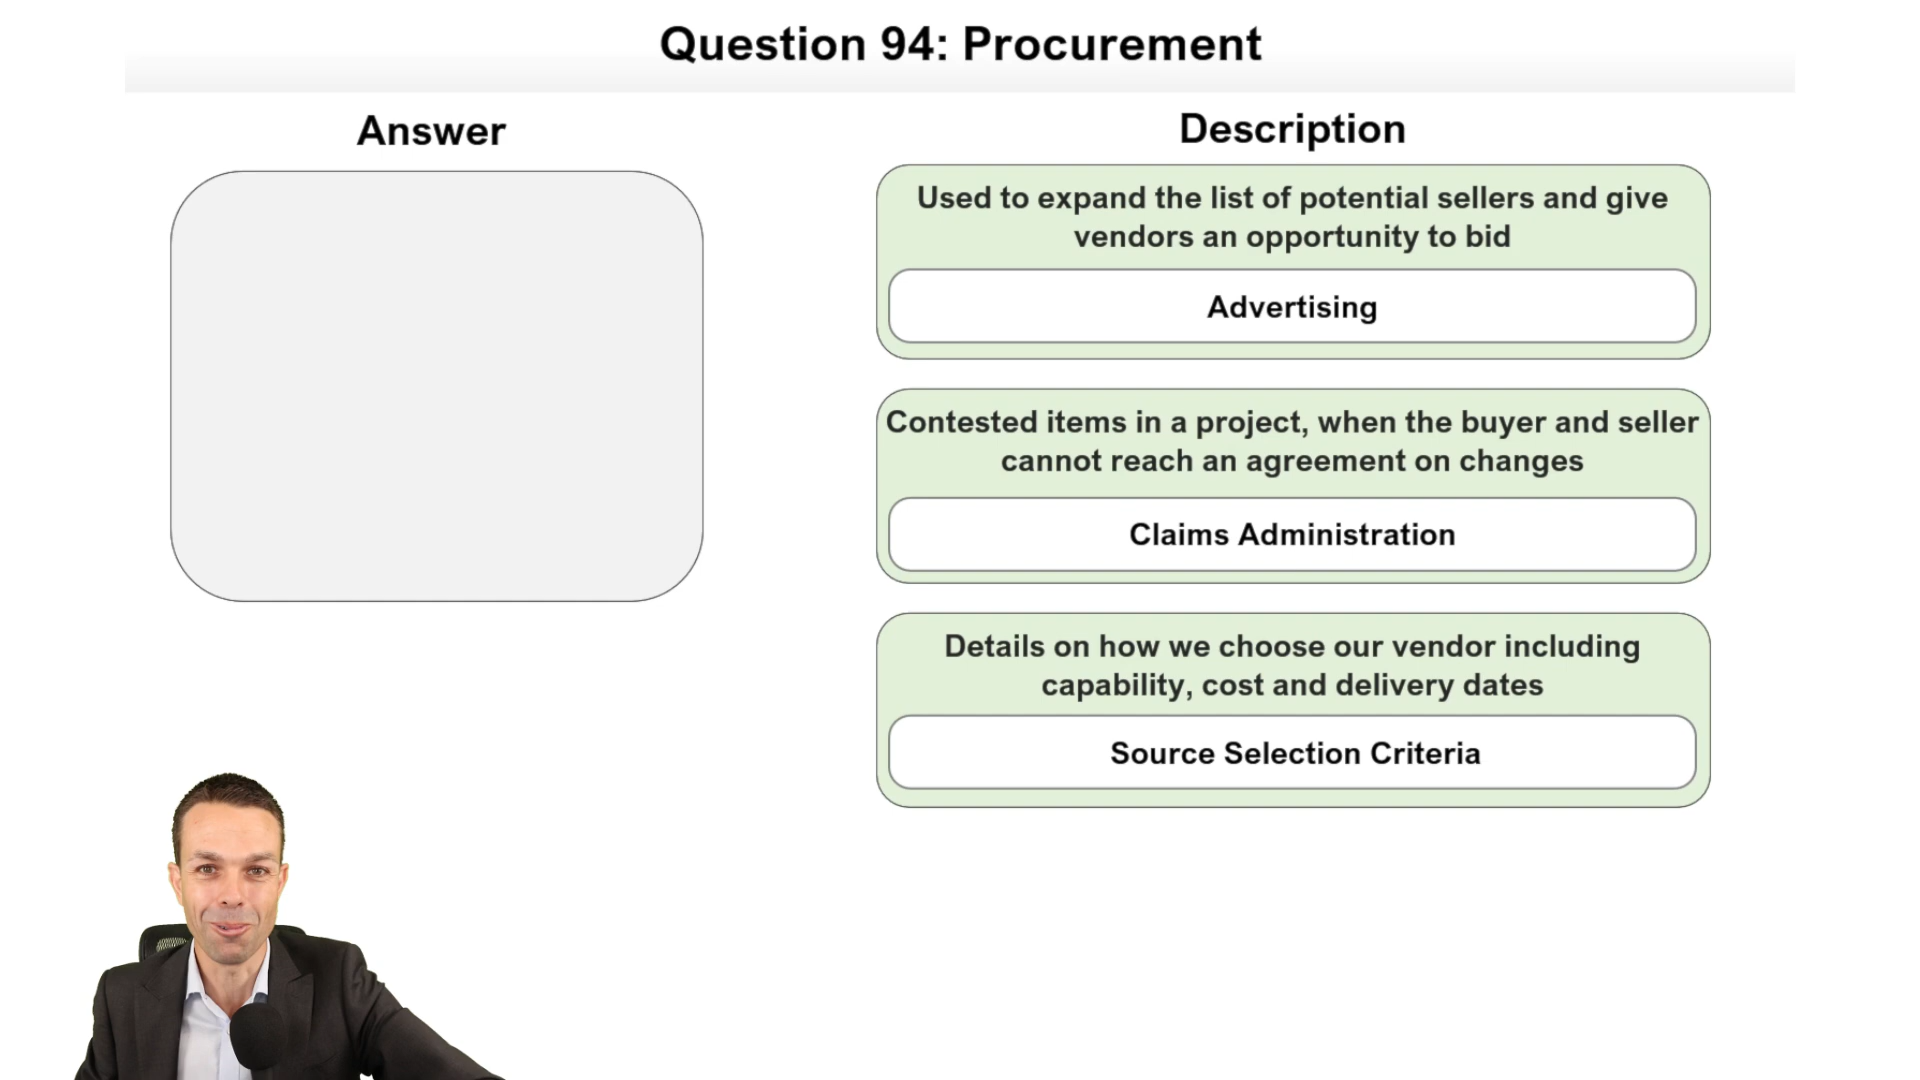 Question 94: Procurement
Answer
Description
Used to expand the list of potential sellers and give
vendors an opportunity to bid
Advertising
Contested items in a project, when the buyer and seller
cannot reach an agreement on changes
Claims Administration
Details on how we choose our vendor including
capability, cost and delivery dates
Source Selection Criteria